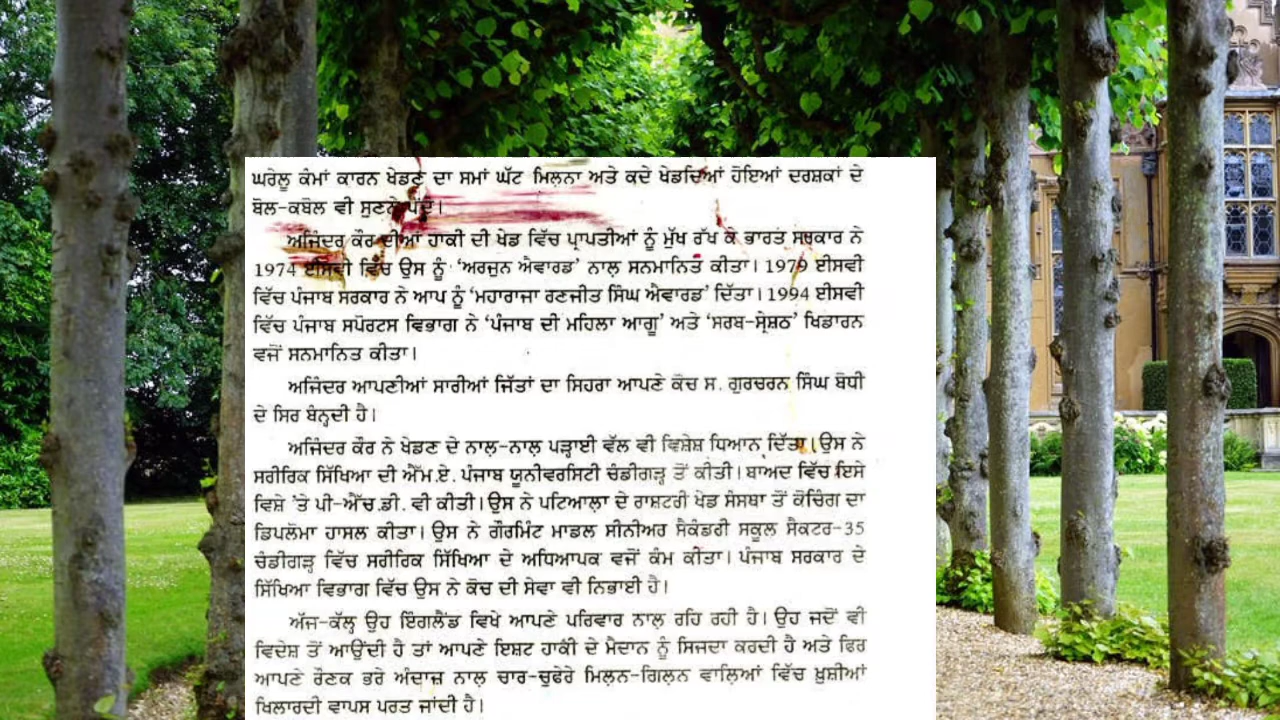 ਘਰੇਲੂ ਕੰਮਾਂ ਕਾਰਨ ਖੇਡਣ ਦਾ ਸਮਾਂ ਘੱਟ ਮਿਲਨਾ ਅਤੇ ਕਦੇ ਖੇਡਦਿਆਂ ਹੋਇਆਂ ਦਰਸ਼ਕਾਂ ਦੇ
ਬੋਲ-ਕਬੋਲ ਵੀ ਸੁਣਨੇ ਪੈਂਦੇ।
ਅਜਿੰਦਰ ਕੌਰ ਦੀਆਂ ਹਾਕੀ ਦੀ ਖੇਡ ਵਿੱਚ ਪ੍ਰਾਪਤੀਆਂ ਨੂੰ ਮੁੱਖ ਰੱਖ ਕੇ ਭਾਰਤ ਸਰਕਾਰ ਨੇ
1974 ਈਸਵੀ ਵਿੱਚ ਉਸ ਨੂੰ 'ਅਰਜੁਨ ਐਵਾਰਡ' ਨਾਲ਼ ਸਨਮਾਨਿਤ ਕੀਤਾ। 1979 ਈਸਵੀ
ਵਿੱਚ ਪੰਜਾਬ ਸਰਕਾਰ ਨੇ ਆਪ ਨੂੰ 'ਮਹਾਰਾਜਾ ਰਣਜੀਤ ਸਿੰਘ ਐਵਾਰਡ' ਦਿੱਤਾ। 1994 ਈਸਵੀ
ਵਿੱਚ ਪੰਜਾਬ ਸਪੋਰਟਸ ਵਿਭਾਗ ਨੇ 'ਪੰਜਾਬ ਦੀ ਮਹਿਲਾ ਆਗੂ' ਅਤੇ 'ਸਰਬ-ਸ੍ਰੇਸ਼ਠ' ਖਿਡਾਰਨ
ਵਜੋਂ ਸਨਮਾਨਿਤ ਕੀਤਾ।
ਅਜਿੰਦਰ ਆਪਣੀਆਂ ਸਾਰੀਆਂ ਜਿੱਤਾਂ ਦਾ ਸਿਹਰਾ ਆਪਣੇ ਕੋਚ ਸ. ਗੁਰਚਰਨ ਸਿੰਘ ਬੋਧੀ
ਦੇ ਸਿਰ ਬੰਨ੍ਹਦੀ ਹੈ।
ਅਜਿੰਦਰ ਕੌਰ ਨੇ ਖੇਡਣ ਦੇ ਨਾਲ਼-ਨਾਲ਼ ਪੜ੍ਹਾਈ ਵੱਲ ਵੀ ਵਿਸ਼ੇਸ਼ ਧਿਆਨ ਦਿੱਤਾ। ਉਸ ਨੇ
ਸਰੀਰਿਕ ਸਿੱਖਿਆ ਦੀ ਐੱਮ.ਏ. ਪੰਜਾਬ ਯੂਨੀਵਰਸਿਟੀ ਚੰਡੀਗੜ੍ਹ ਤੋਂ ਕੀਤੀ। ਬਾਅਦ ਵਿੱਚ ਇਸੇ
ਵਿਸ਼ੇ 'ਤੇ ਪੀ-ਐੱਚ.ਡੀ. ਵੀ ਕੀਤੀ। ਉਸ ਨੇ ਪਟਿਆਲ਼ਾ ਦੇ ਰਾਸ਼ਟਰੀ ਖੇਡ ਸੰਸਥਾ ਤੋਂ ਕੋਚਿੰਗ ਦਾ
ਡਿਪਲੋਮਾ ਹਾਸਲ ਕੀਤਾ। ਉਸ ਨੇ ਗੌਰਮਿੰਟ ਮਾਡਲ ਸੀਨੀਅਰ ਸੈਕੰਡਰੀ ਸਕੂਲ ਸੈਕਟਰ-35
ਚੰਡੀਗੜ੍ਹ ਵਿੱਚ ਸਰੀਰਿਕ ਸਿੱਖਿਆ ਦੇ ਅਧਿਆਪਕ ਵਜੋਂ ਕੰਮ ਕੀਤਾ। ਪੰਜਾਬ ਸਰਕਾਰ ਦੇ
ਸਿੱਖਿਆ ਵਿਭਾਗ ਵਿੱਚ ਉਸ ਨੇ ਕੋਚ ਦੀ ਸੇਵਾ ਵੀ ਨਿਭਾਈ ਹੈ।
ਅੱਜ-ਕੱਲ੍ਹ ਉਹ ਇੰਗਲੈਂਡ ਵਿਖੇ ਆਪਣੇ ਪਰਿਵਾਰ ਨਾਲ਼ ਰਹਿ ਰਹੀ ਹੈ। ਉਹ ਜਦੋਂ ਵੀ
ਵਿਦੇਸ਼ ਤੋਂ ਆਉਂਦੀ ਹੈ ਤਾਂ ਆਪਣੇ ਇਸ਼ਟ ਹਾਕੀ ਦੇ ਮੈਦਾਨ ਨੂੰ ਸਿਜਦਾ ਕਰਦੀ ਹੈ ਅਤੇ ਫਿਰ
ਆਪਣੇ ਰੌਣਕ ਭਰੇ ਅੰਦਾਜ਼ ਨਾਲ਼ ਚਾਰ-ਚੁਫੇਰੇ ਮਿਲ਼ਨ-ਗਿਲ਼ਨ ਵਾਲ਼ਿਆਂ ਵਿੱਚ ਖ਼ੁਸ਼ੀਆਂ
ਖਿਲਾਰਦੀ ਵਾਪਸ ਪਰਤ ਜਾਂਦੀ ਹੈ।